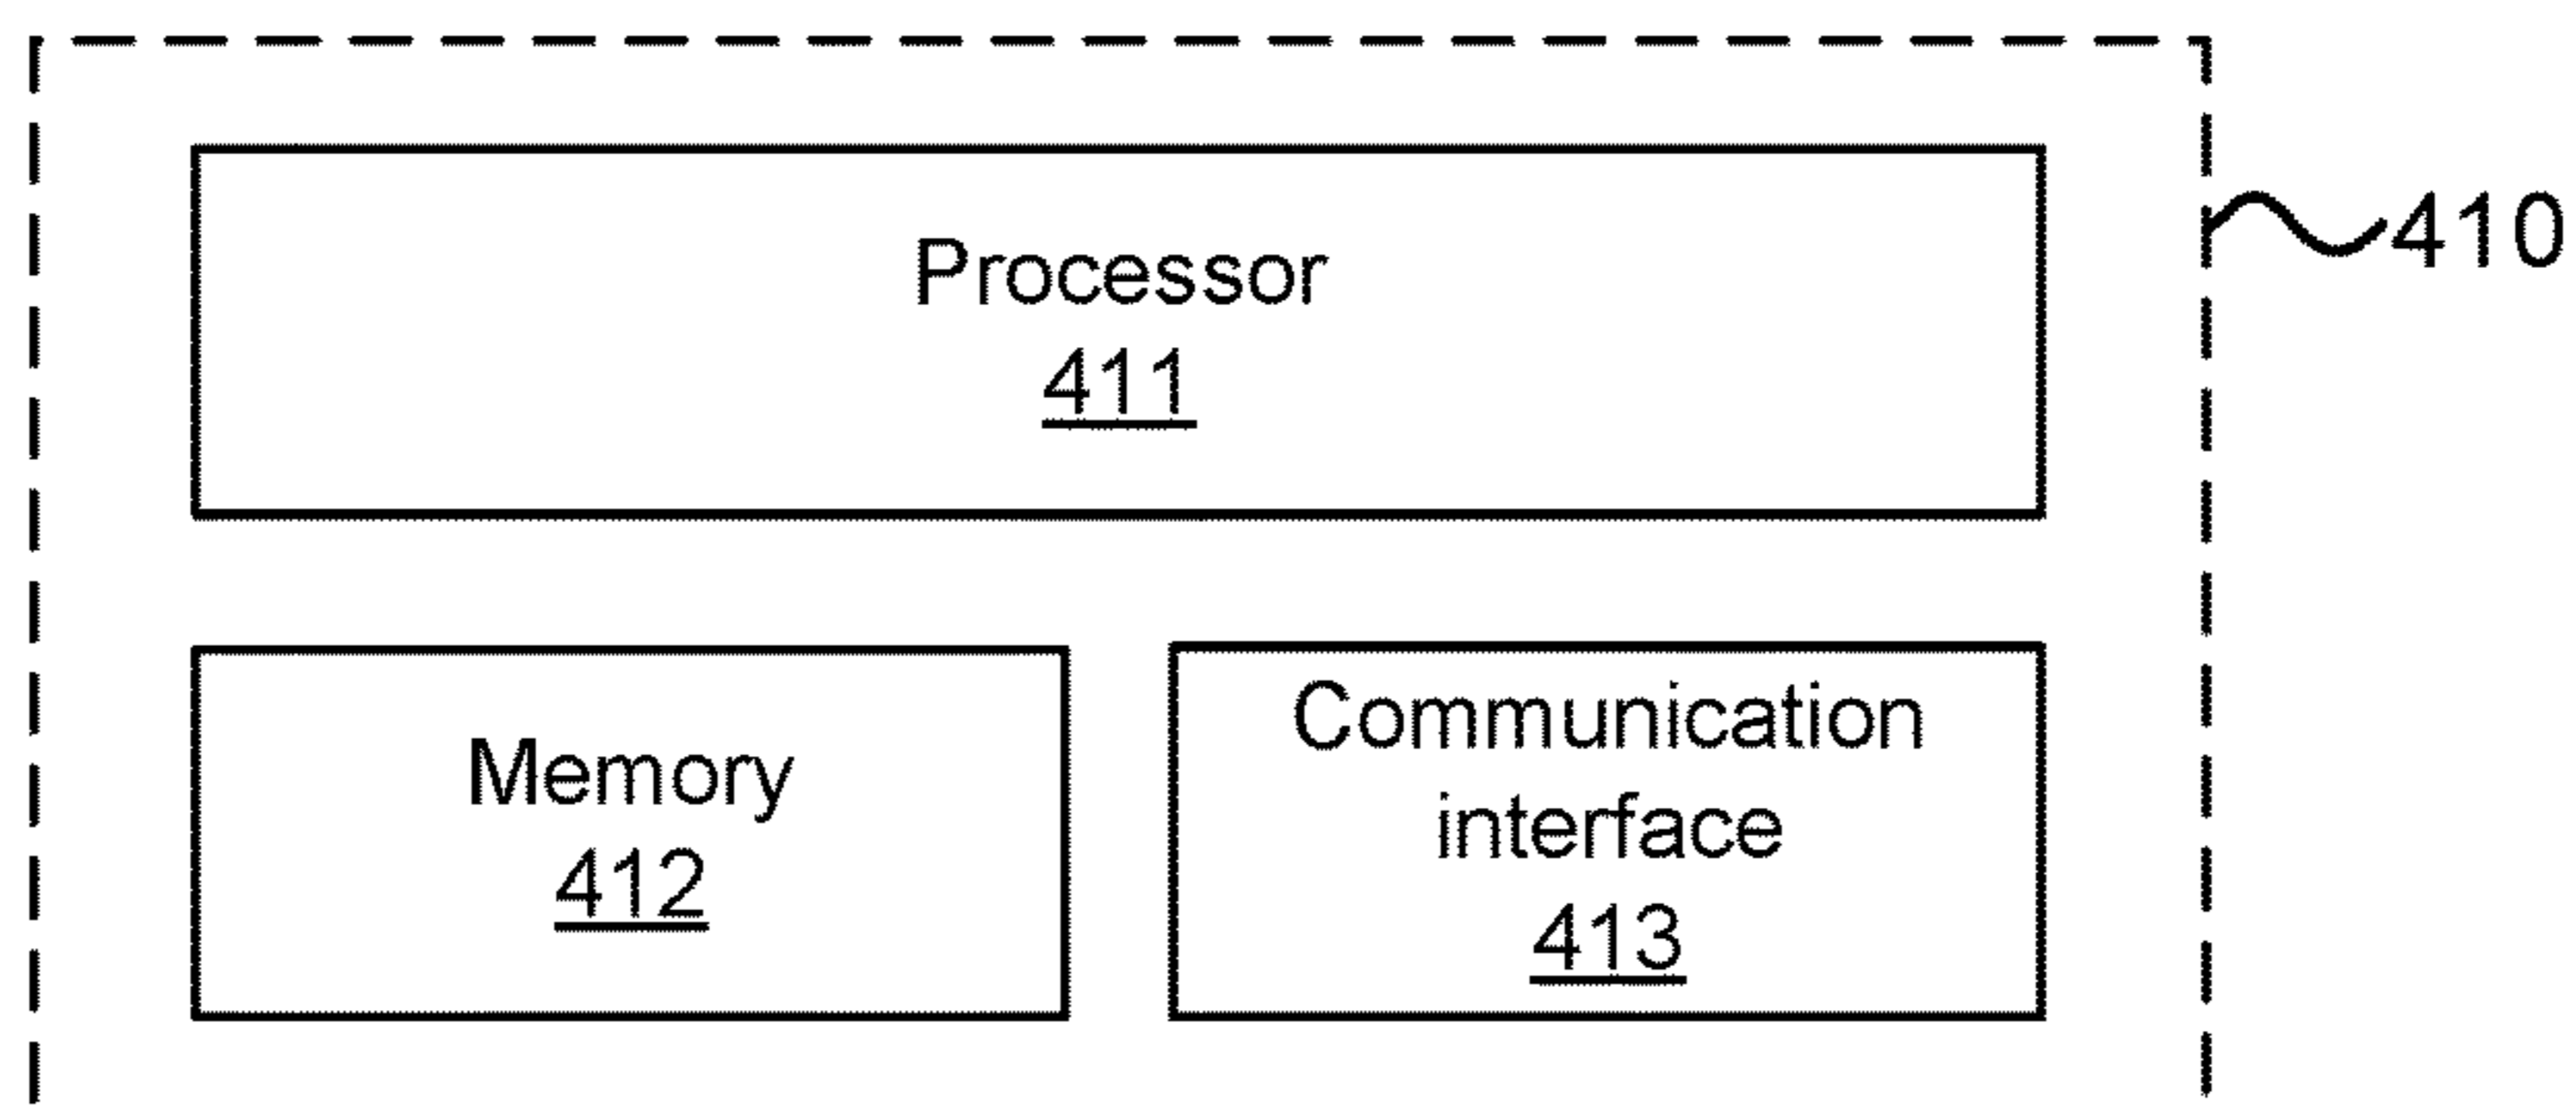 410
Processor
411
Memory
412
Communication
interface
413